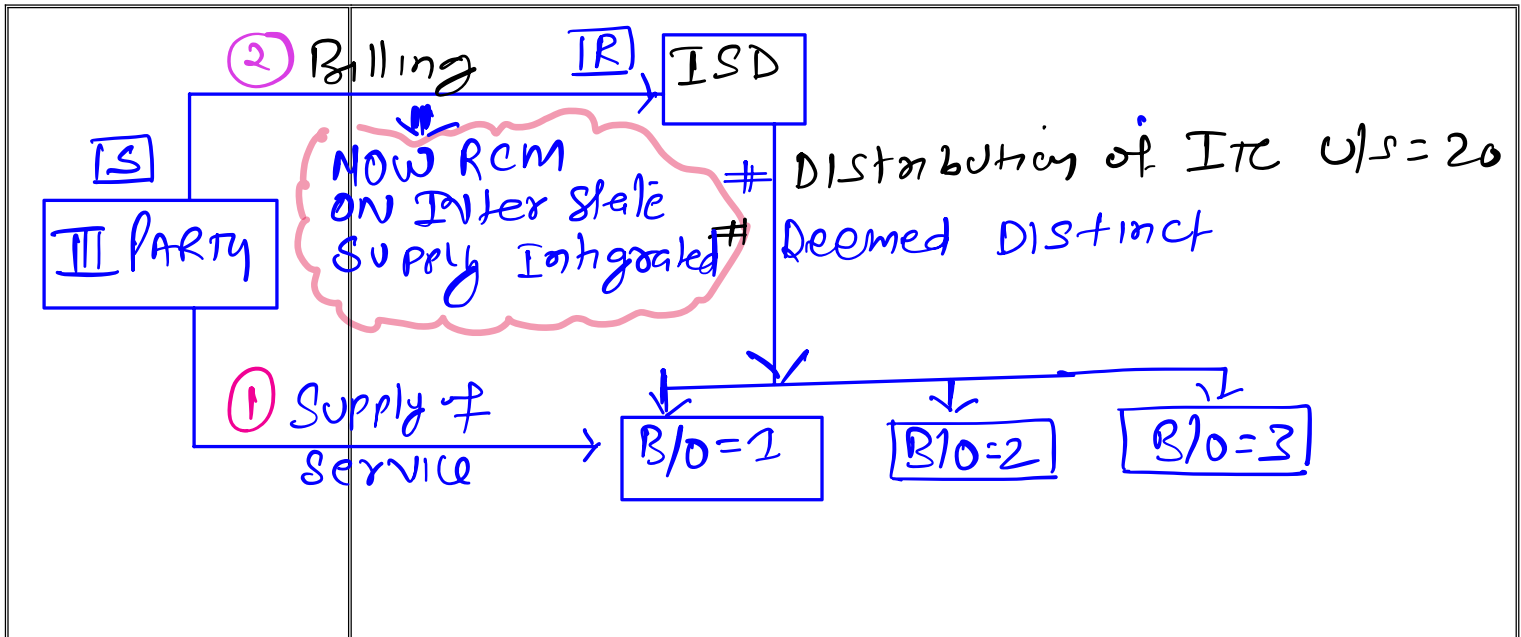 ② Billing
IR
ISD
IS
III PARTY
NOW RCM
ON INter State
Supply Intigrated
# DIStribution of ITC U/S=20
# Deemed DIStinct
① Supply of
Service
B/O=1
B/O=2
B/O=3